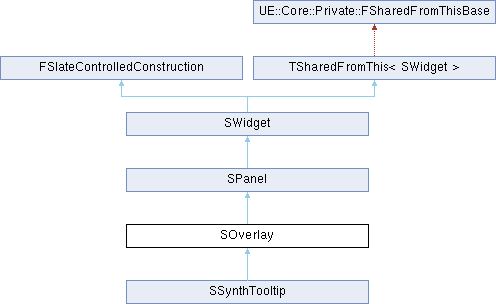 UE::Core::Private::FSharedFromThisBase
FSlateControlledConstruction
TSharedFromThis< SWidget >
SWidget
SPanel
SOverlay
SSynthTooltip